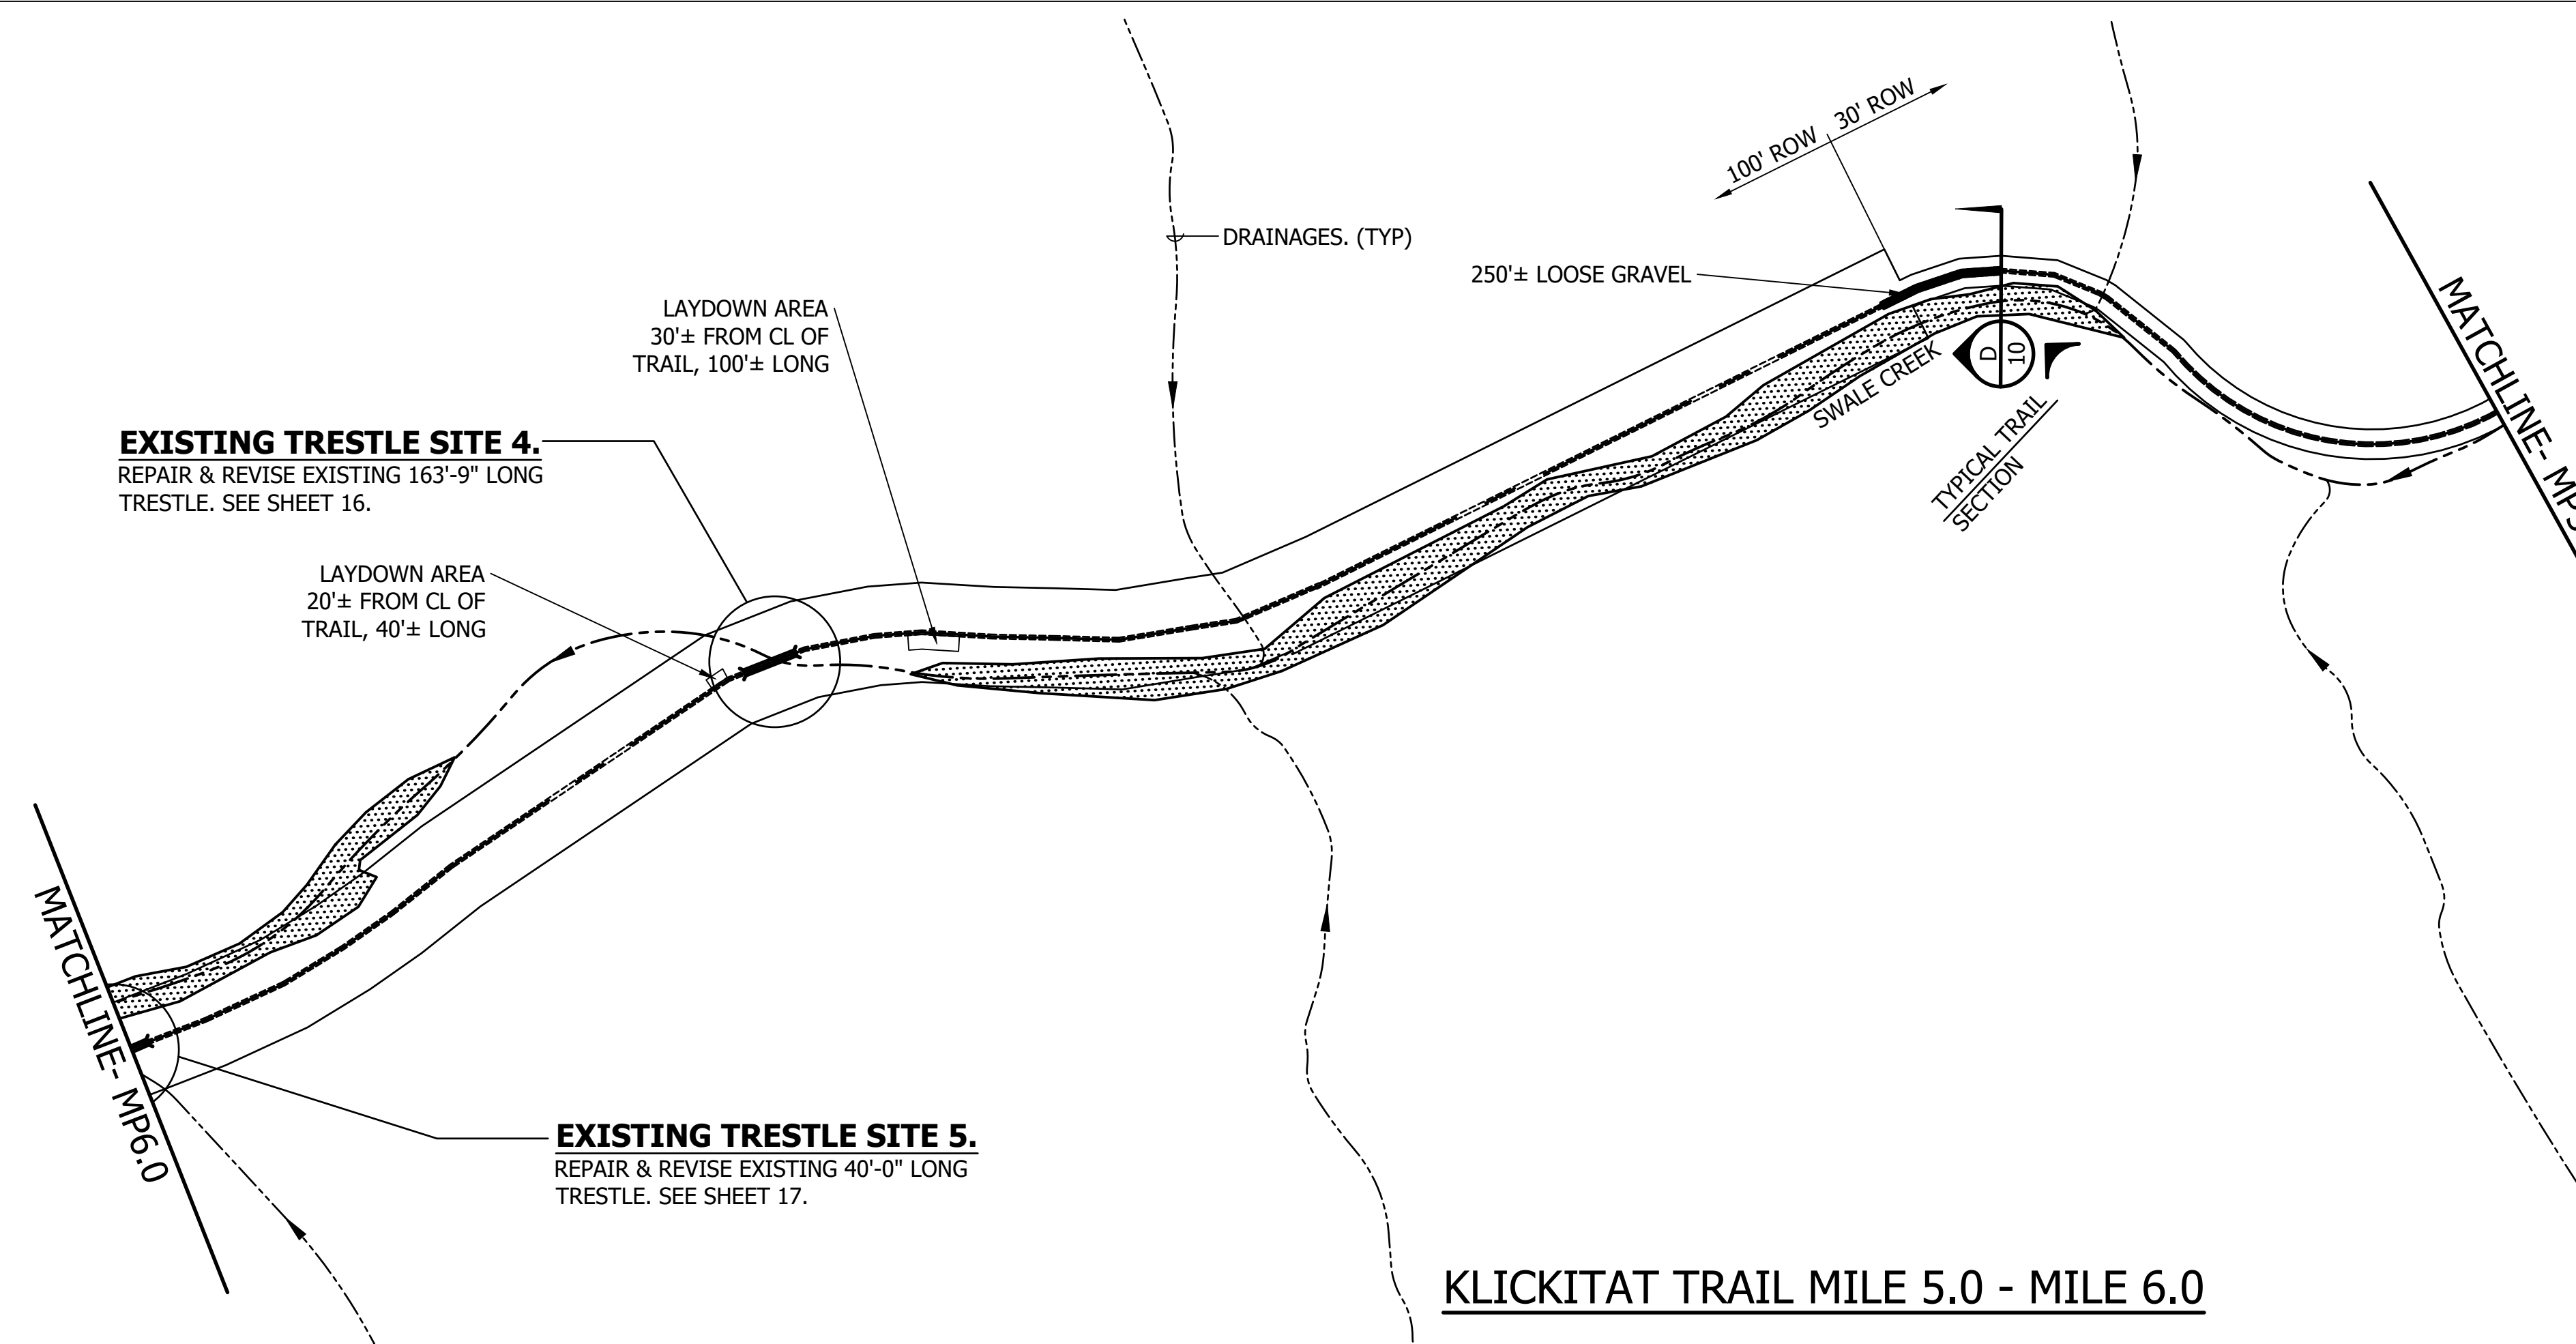 30' ROW
100' ROW
DRAINAGES. (TYP)
250'± LOOSE GRAVEL
LAYDOWN AREA
30'± FROM CL OF
TRAIL, 100'± LONG
MATCHLINE- MP5
SWALE CREEK
D
10
TYPICAL TRAIL
SECTION
EXISTING TRESTLE SITE 4.
REPAIR & REVISE EXISTING 163'-9" LONG
TRESTLE. SEE SHEET 16.
LAYDOWN AREA
20'± FROM CL OF
TRAIL, 40'± LONG
MATCHLINE- MP6.0
EXISTING TRESTLE SITE 5.
REPAIR & REVISE EXISTING 40'-0" LONG
TRESTLE. SEE SHEET 17.
KLICKITAT TRAIL MILE 5.0 - MILE 6.0